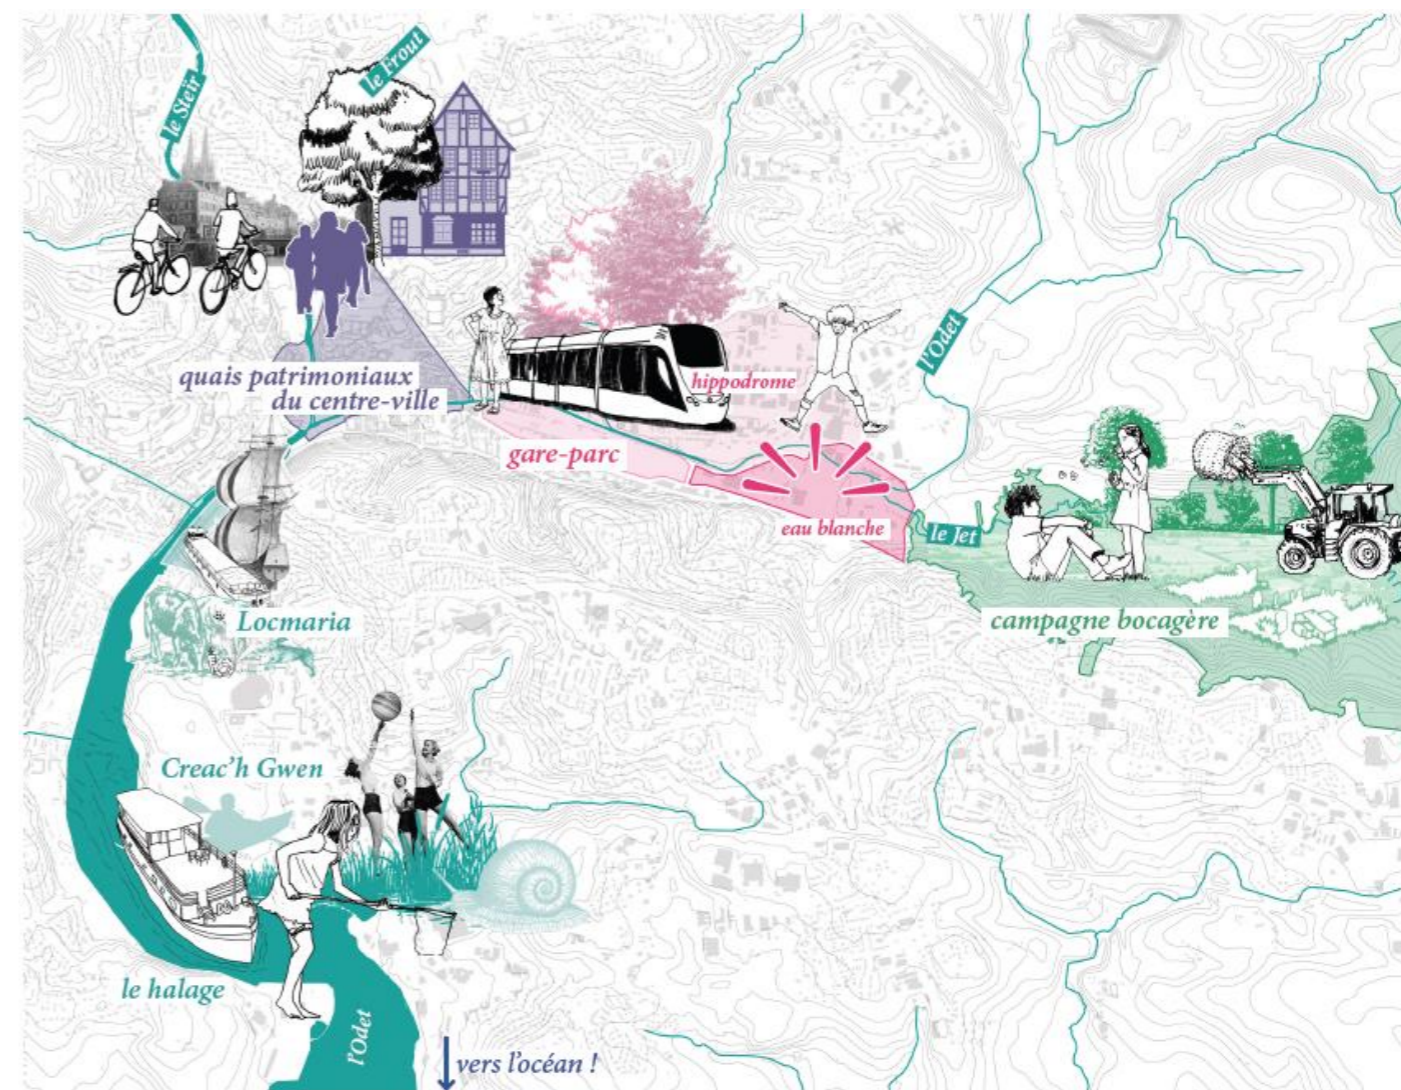 le Frout
le Steïr
l'Odet
hippodrome
quais patrimoniaux
du centre-ville
gare-parc
eau blanche
le Jet
Locmaria
campagne bocagère
Creac'h Gwen
le halage
l'Odet
vers l'océan !